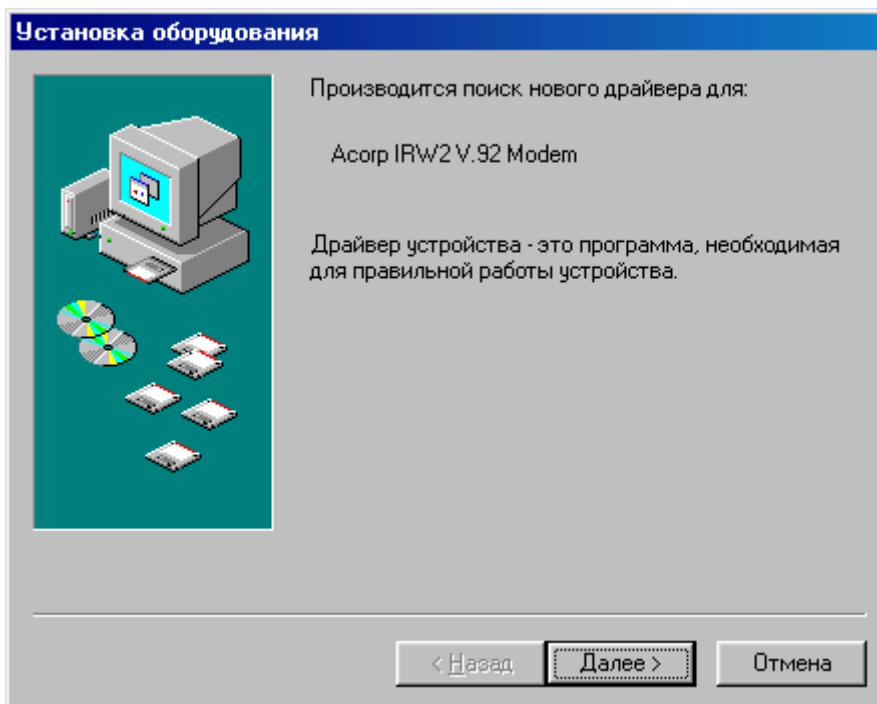 Установка оборудования
Производится поиск нового драйвера для:
Acorp IRW2 V.92 Modem
Драйвер устройства - это программа, необходимая
для правильной работы устройства.
< Назад
Далее >
Отмена